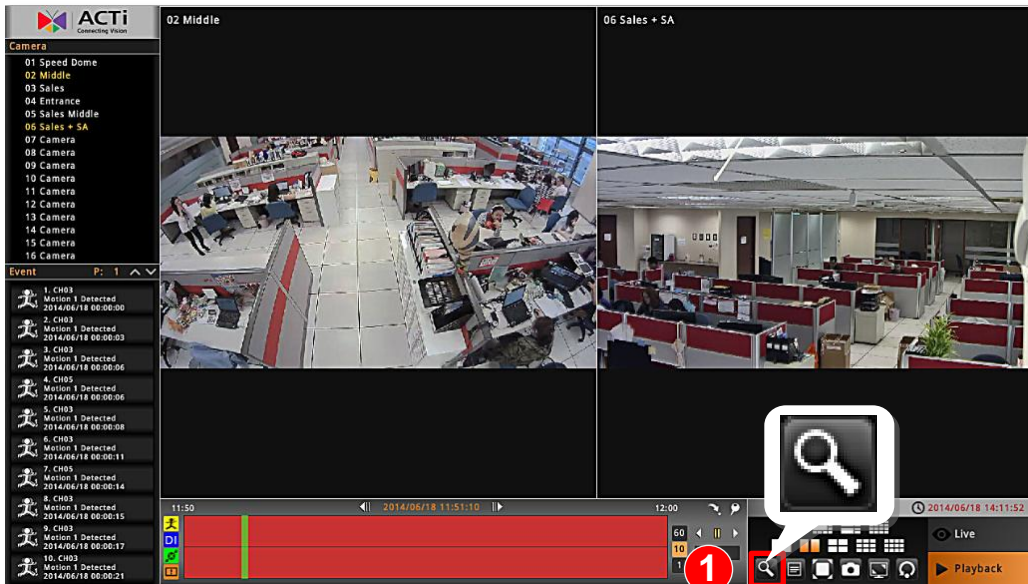 ACTi
Connecting Vision
Camera
01 Speed Dome
02 Middle
03 Sales
04 Entrance
05 Sales Middle
06 Sales + SA
07 Camera
08 Camera
09 Camera
10 Camera
11 Camera
12 Camera
13 Camera
14 Camera
15 Camera
16 Camera
Event P: 1
1. CH03
Motion 1 Detected
2014/06/18 00:00:00
2. CH03
Motion 1 Detected
2014/06/18 00:00:03
3. CH03
Motion 1 Detected
2014/06/18 00:00:06
4. CH05
Motion 1 Detected
2014/06/18 00:00:06
5. CH03
Motion 1 Detected
2014/06/18 00:00:08
6. CH03
Motion 1 Detected
2014/06/18 00:00:11
7. CH05
Motion 1 Detected
2014/06/18 00:00:14
8. CH03
Motion 1 Detected
2014/06/18 00:00:15
9. CH03
Motion 1 Detected
2014/06/18 00:00:17
10. CH03
Motion 1 Detected
2014/06/18 00:00:21
02 Middle
06 Sales + SA
11:50 2014/06/18 11:51:10 12:00
DI
60
10
1
1
2014/06/18 14:11:52
Live
Playback